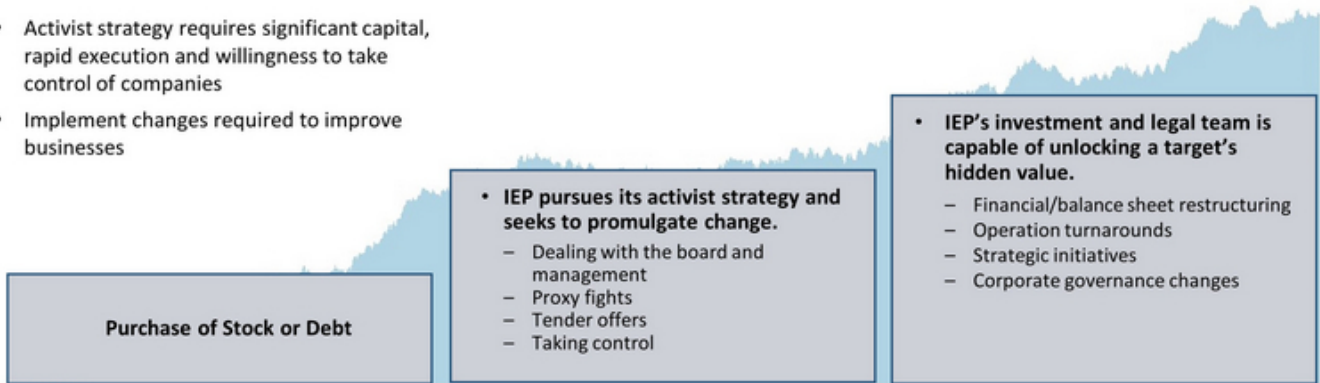 • Activist strategy requires significant capital,
rapid execution and willingness to take
control of companies
• Implement changes required to improve
businesses
Purchase of Stock or Debt
• IEP pursues its activist strategy and
seeks to promulgate change.
– Dealing with the board and
management
– Proxy fights
– Tender offers
– Taking control
• IEP's investment and legal team is
capable of unlocking a target's
hidden value.
– Financial/balance sheet restructuring
– Operation turnarounds
– Strategic initiatives
– Corporate governance changes